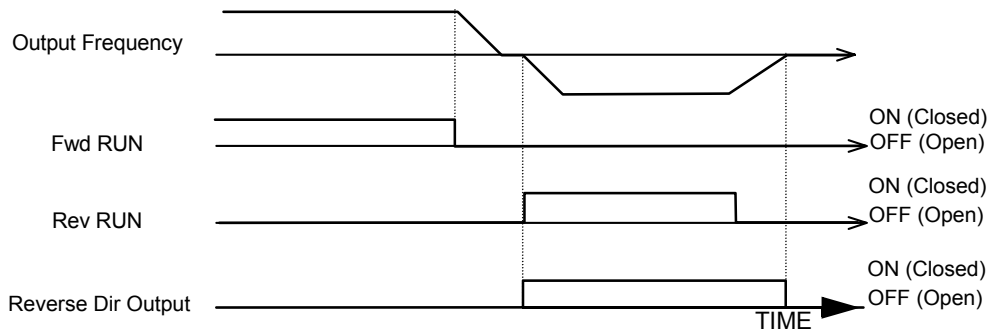 Output Frequency
ON (Closed)
Fwd RUN
OFF (Open)
ON (Closed)
Rev RUN
OFF (Open)
ON (Closed)
Reverse Dir Output
OFF (Open)
TIME